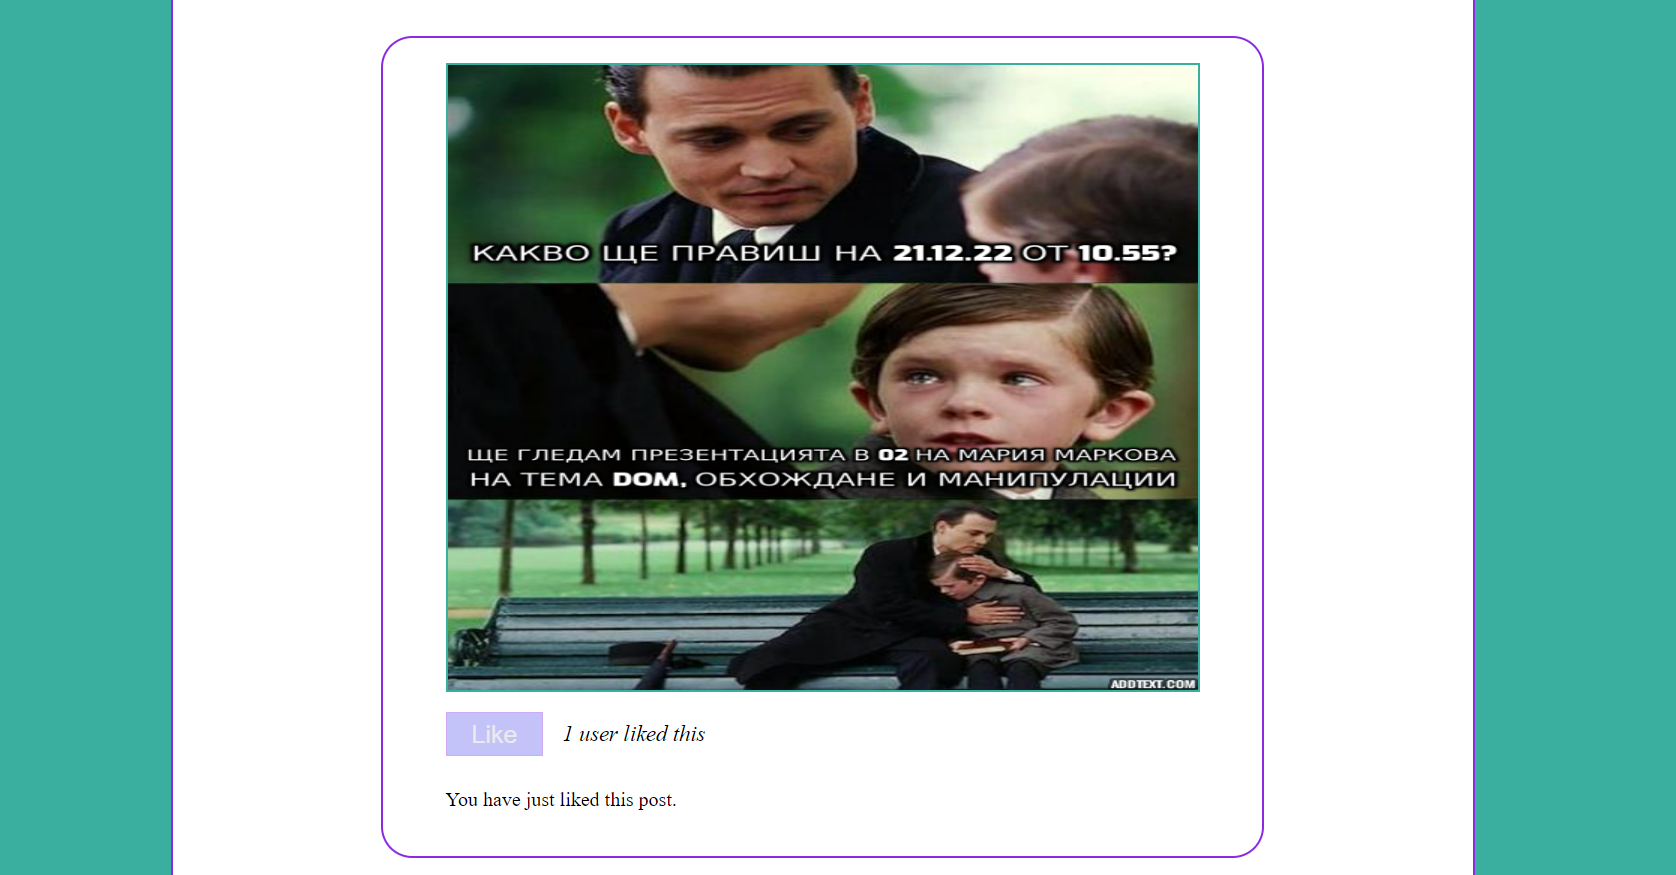 КАКВО ЩЕ ПРАВИШ НА 21.12.22 ОТ 10.55?
ЩЕ ГЛЕДАМ ПРЕЗЕНТАЦИЯТА В 02 НА МАРИЯ МАРКОВА
НА ТЕМА DOM, ОБХОЖДАНЕ И МАНИПУЛАЦИИ
ADDTEXT.COM
Like
1 user liked this
You have just liked this post.